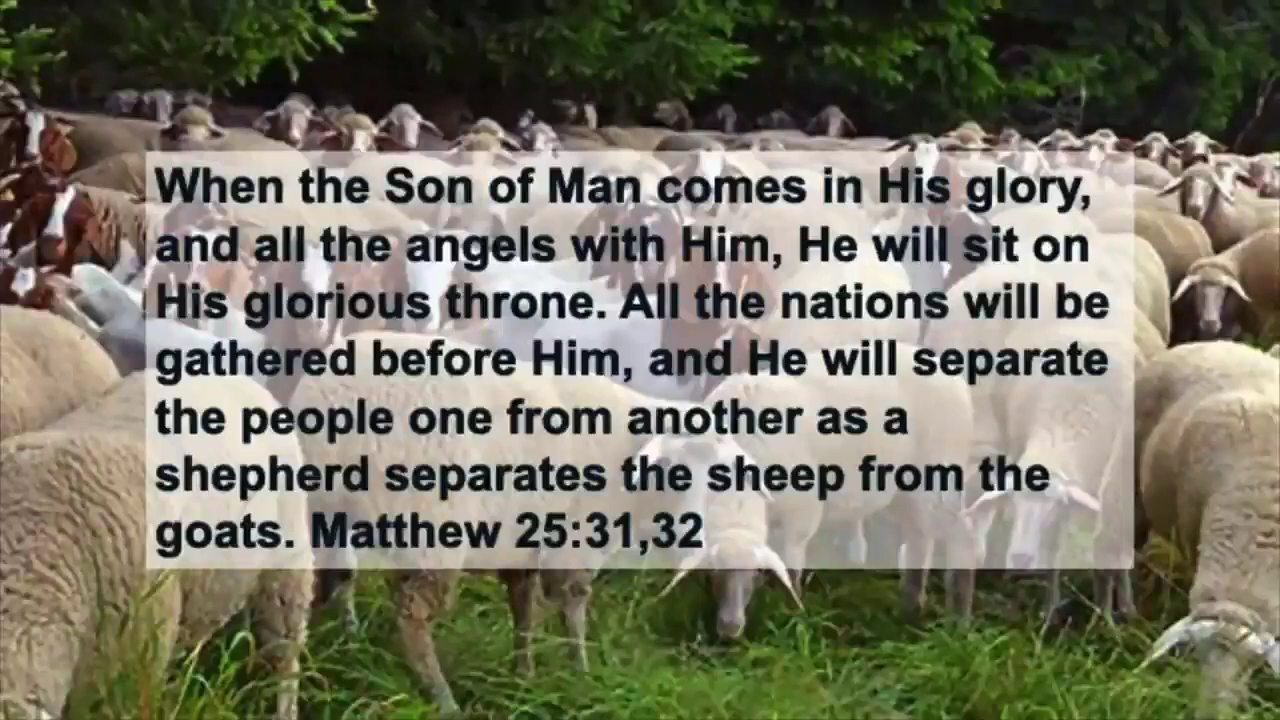 When the Son of Man comes in His glory,
and all the angels with Him, He will sit on
His glorious throne. All the nations will be
gathered before Him, and He will separate
the people one from another as a
shepherd separates the sheep from the
goats. Matthew 25:31,32